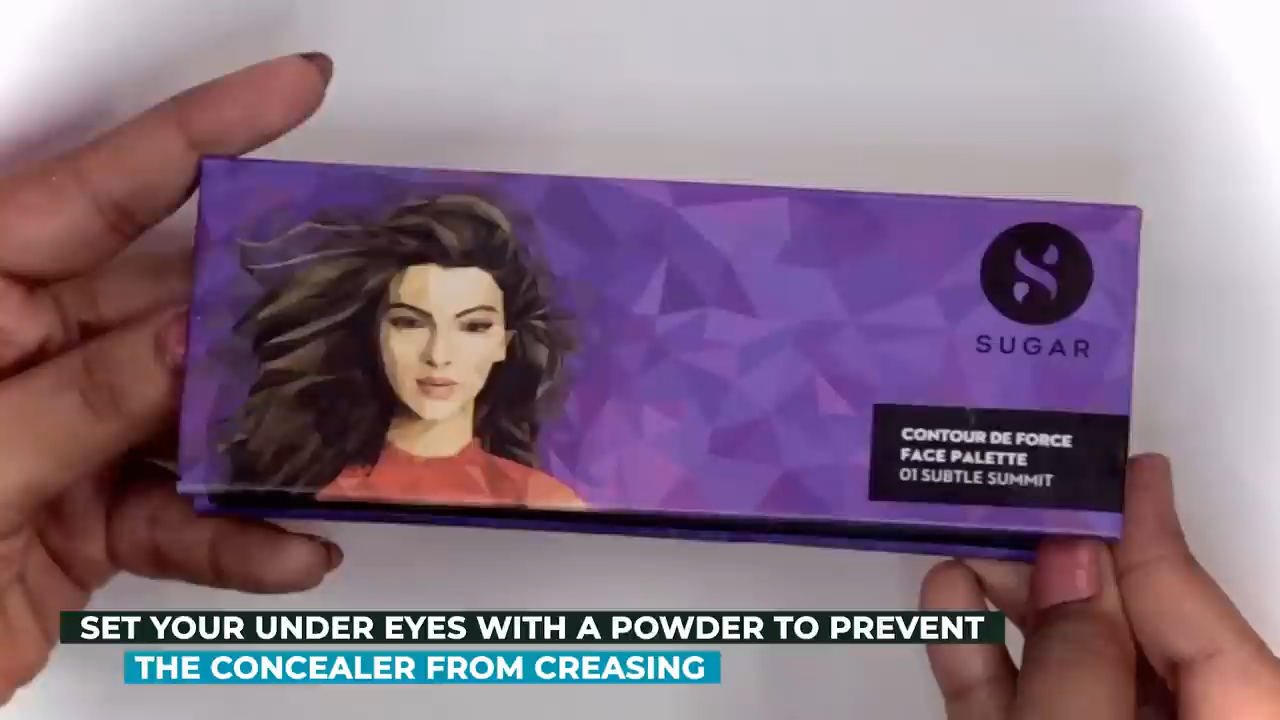 SUGAR
CONTOUR DE FORCE
FACE PALETTE
01 SUBTLE SUMMIT
SET YOUR UNDER EYES WITH A POWDER TO PREVENT
THE CONCEALER FROM CREASING